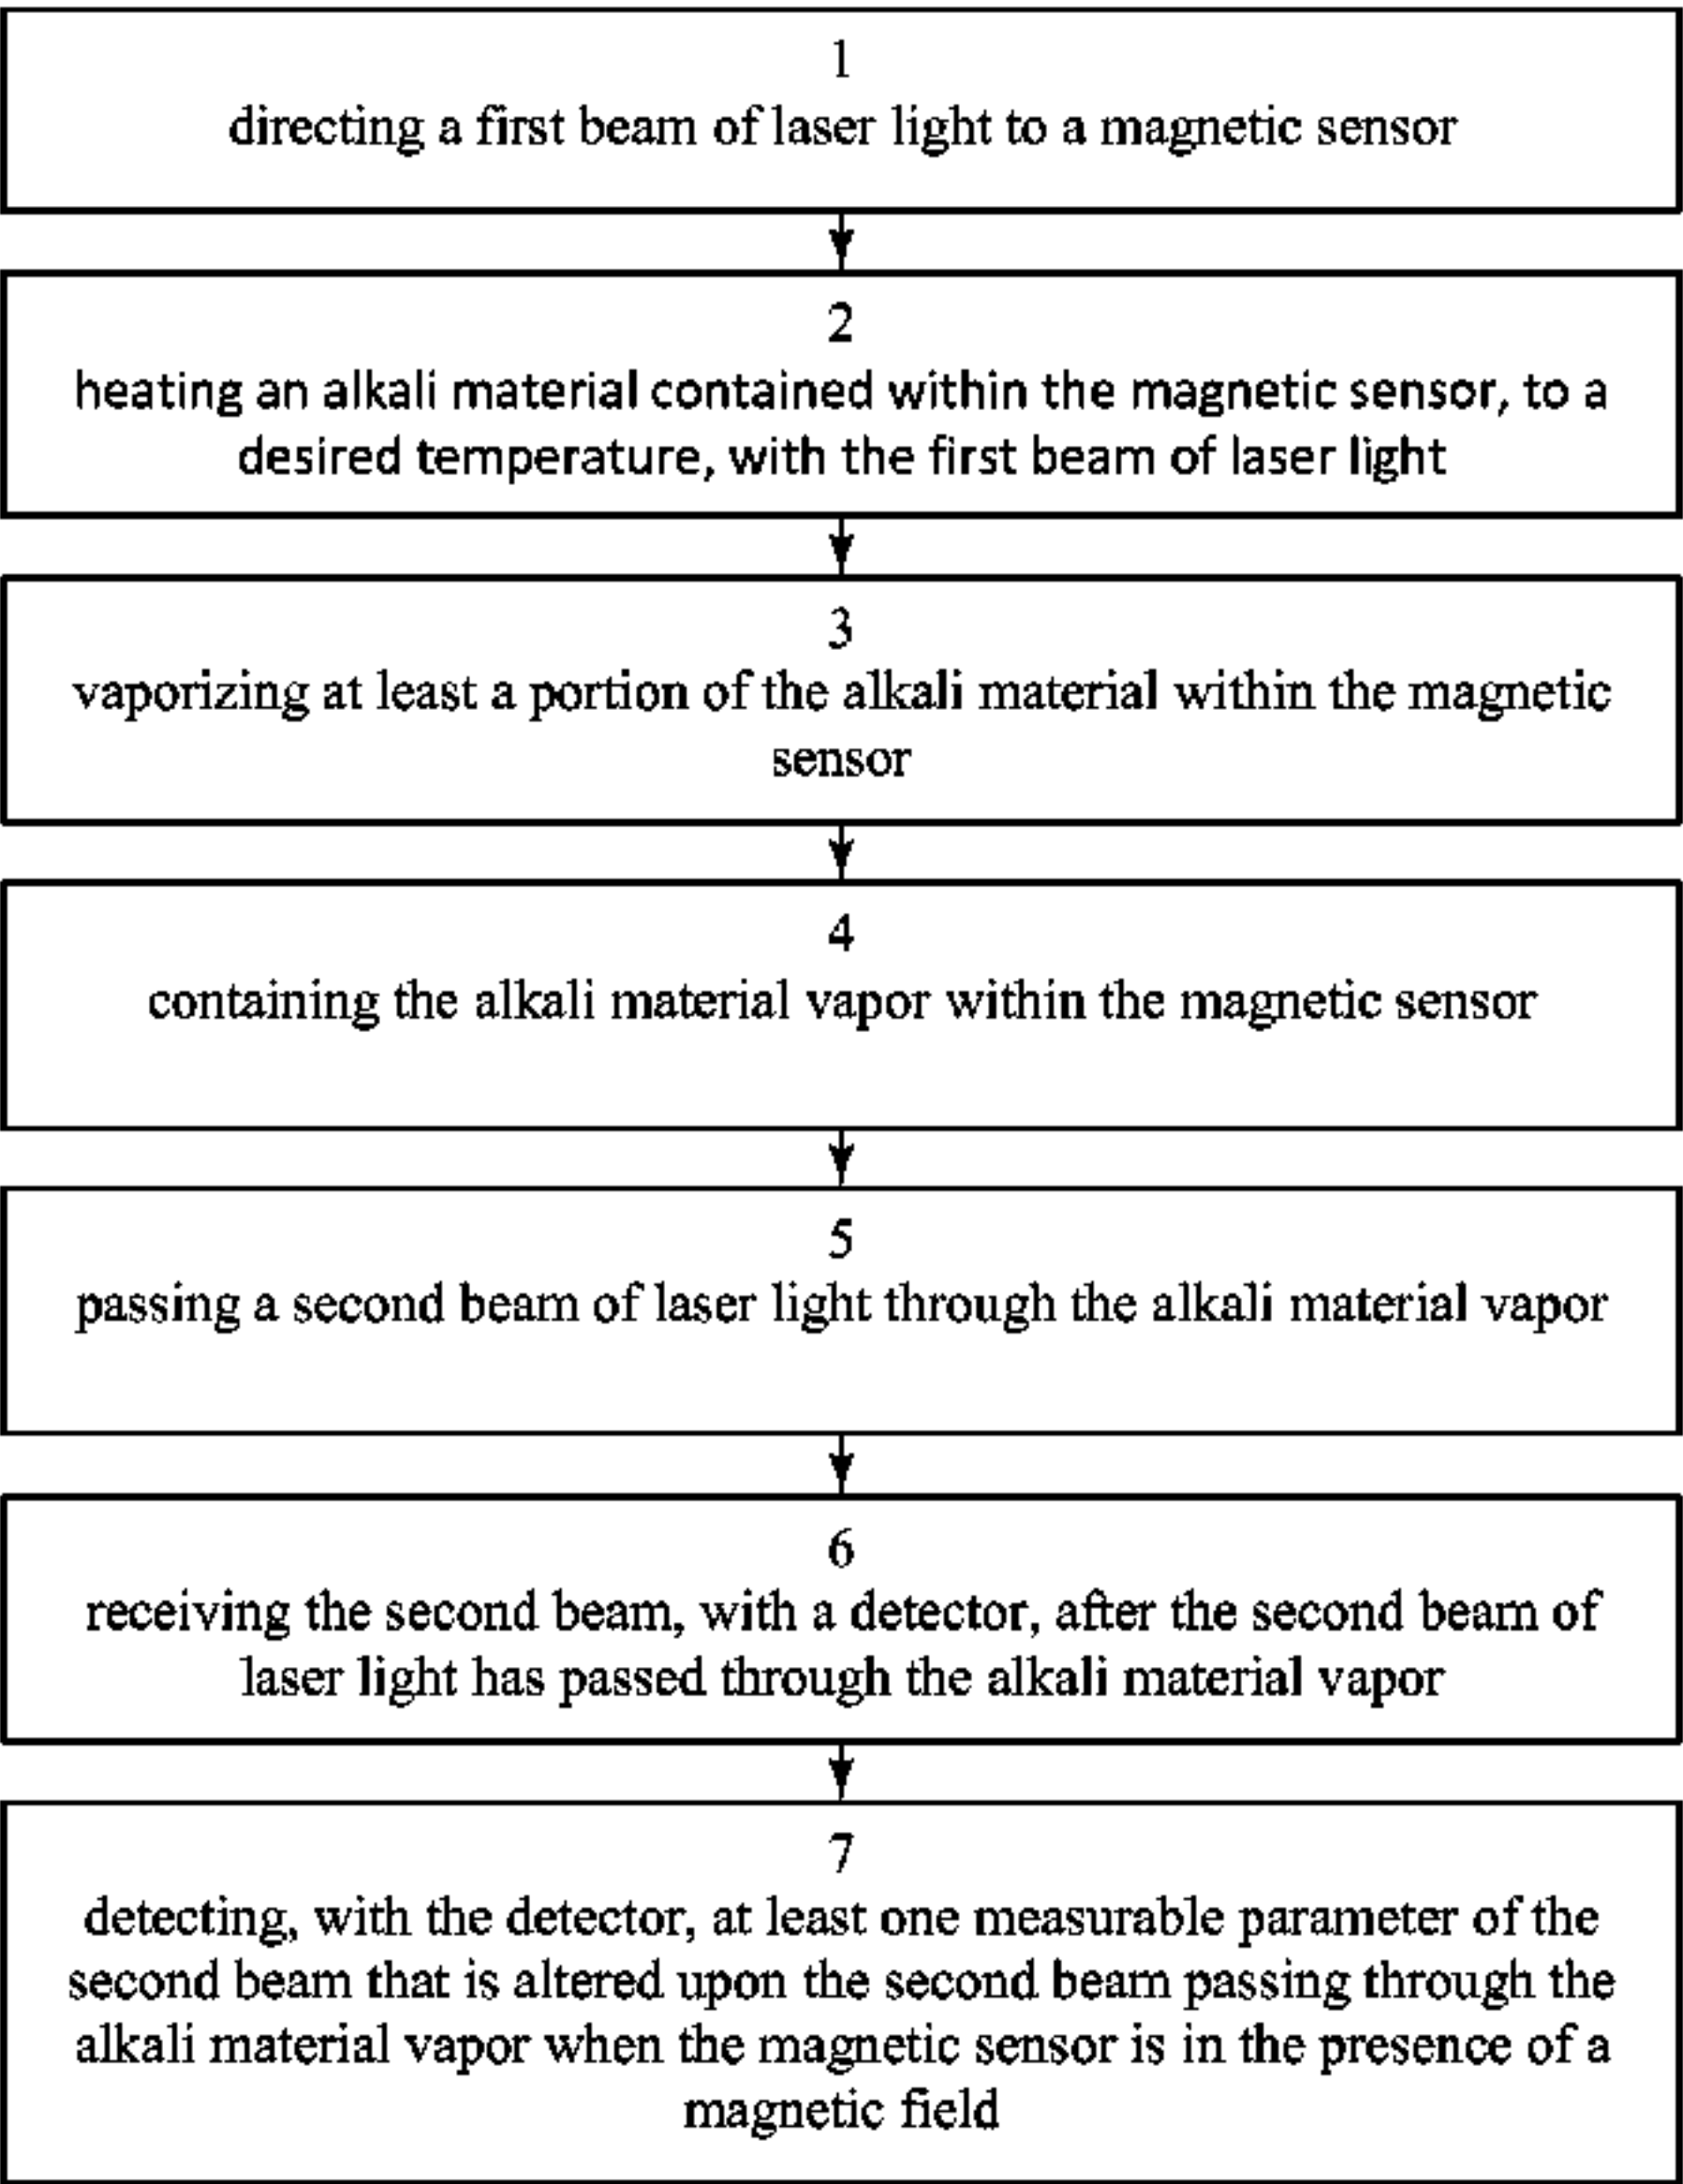 1
directing a first beam of laser light to a magnetic sensor
2
heating an alkali material contained within the magnetic sensor, to a
desired temperature, with the first beam of laser light
3
vaporizing at least a portion of the alkali material within the magnetic
sensor
4
containing the alkali material vapor within the magnetic sensor
5
passing a second beam of laser light through the alkali material vapor
6
receiving the second beam, with a detector, after the second beam of
laser light has passed through the alkali material vapor
7
detecting, with the detector, at least one measurable parameter of the
second beam that is altered upon the second beam passing through the
alkali material vapor when the magnetic sensor is in the presence of a
magnetic field